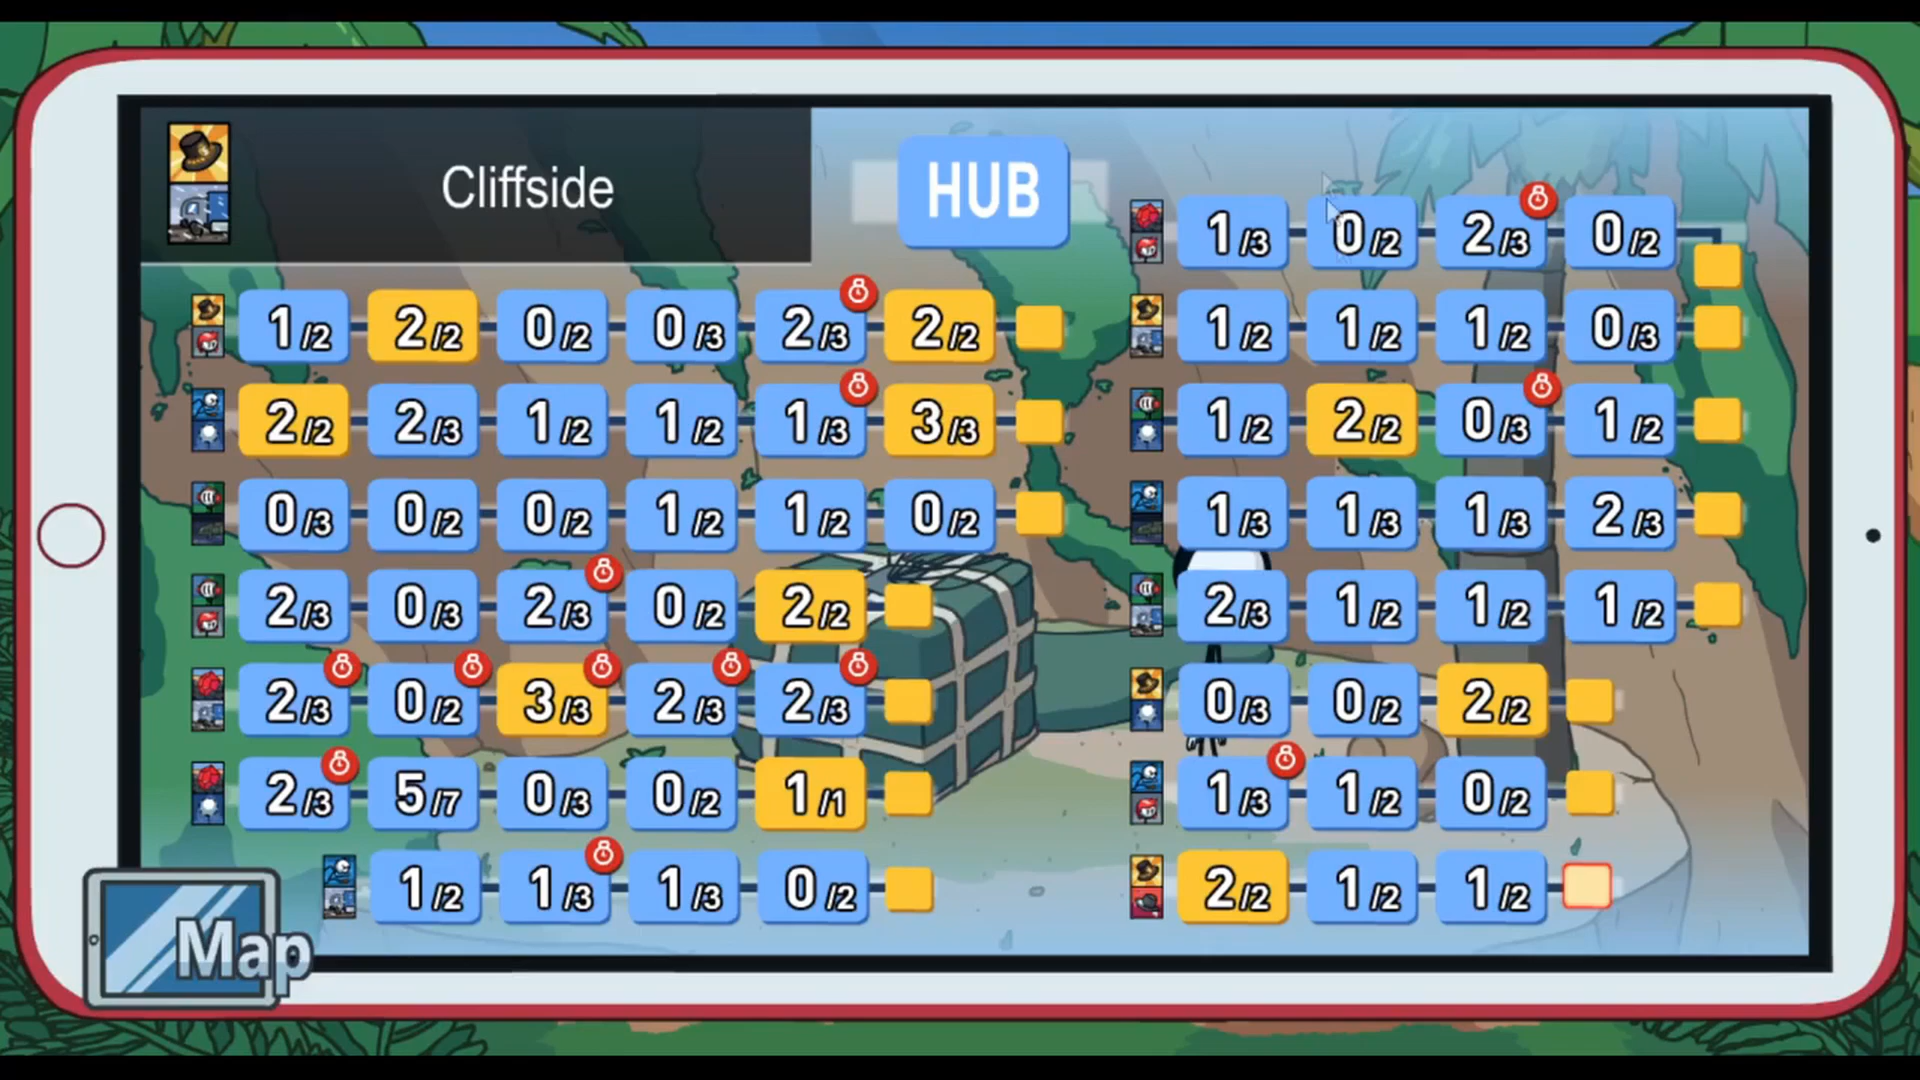 Cliffside
HUB
1/2 2/2 0/2 0/3 2/3 2/2
2/2 2/3 1/2 1/2 1/3 3/3
0/3 0/2 0/2 1/2 1/2 0/2
2/3 0/3 2/3 0/2 2/2
2/3 0/2 3/3 2/3 2/3
2/3 5/7 0/3 0/2 1/1
1/2 1/3 1/3 0/2
1/3 0/2 2/3 0/2
1/2 1/2 1/2 0/3
1/2 2/2 0/3 1/2
1/3 1/3 1/3 2/3
2/3 1/2 1/2 1/2
0/3 0/2 2/2
1/3 1/2 0/2
2/2 1/2 1/2
Map